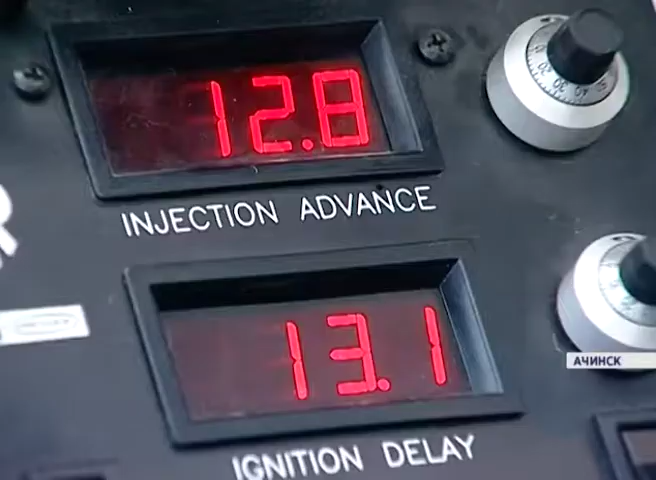 12.8
INJECTION ADVANCE
R
13.1
АЧИНСК
IGNITION DELAY